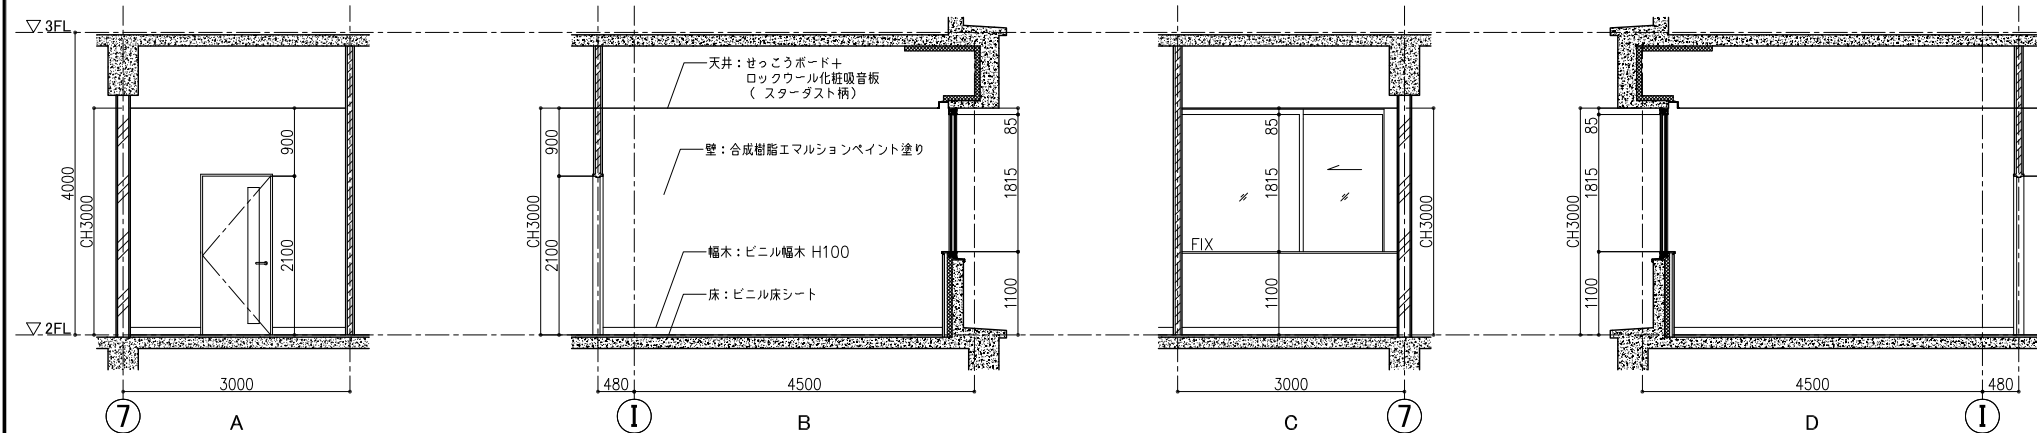 ▽3FL
4000
CH3000
900
2100
▽2FL
3000
7
A
天井：せっこうボード＋
ロックウール化粧吸音板
（ スターダスト柄）
壁：合成樹脂エマルションペイント塗り
幅木：ビニル幅木 H100
床：ビニル床シート
CH3000
900
2100
85
1815
1100
480
4500
I
B
85
1815
1100
FIX
CH3000
3000
7
C
CH3000
85
1815
1100
4500
480
I
D